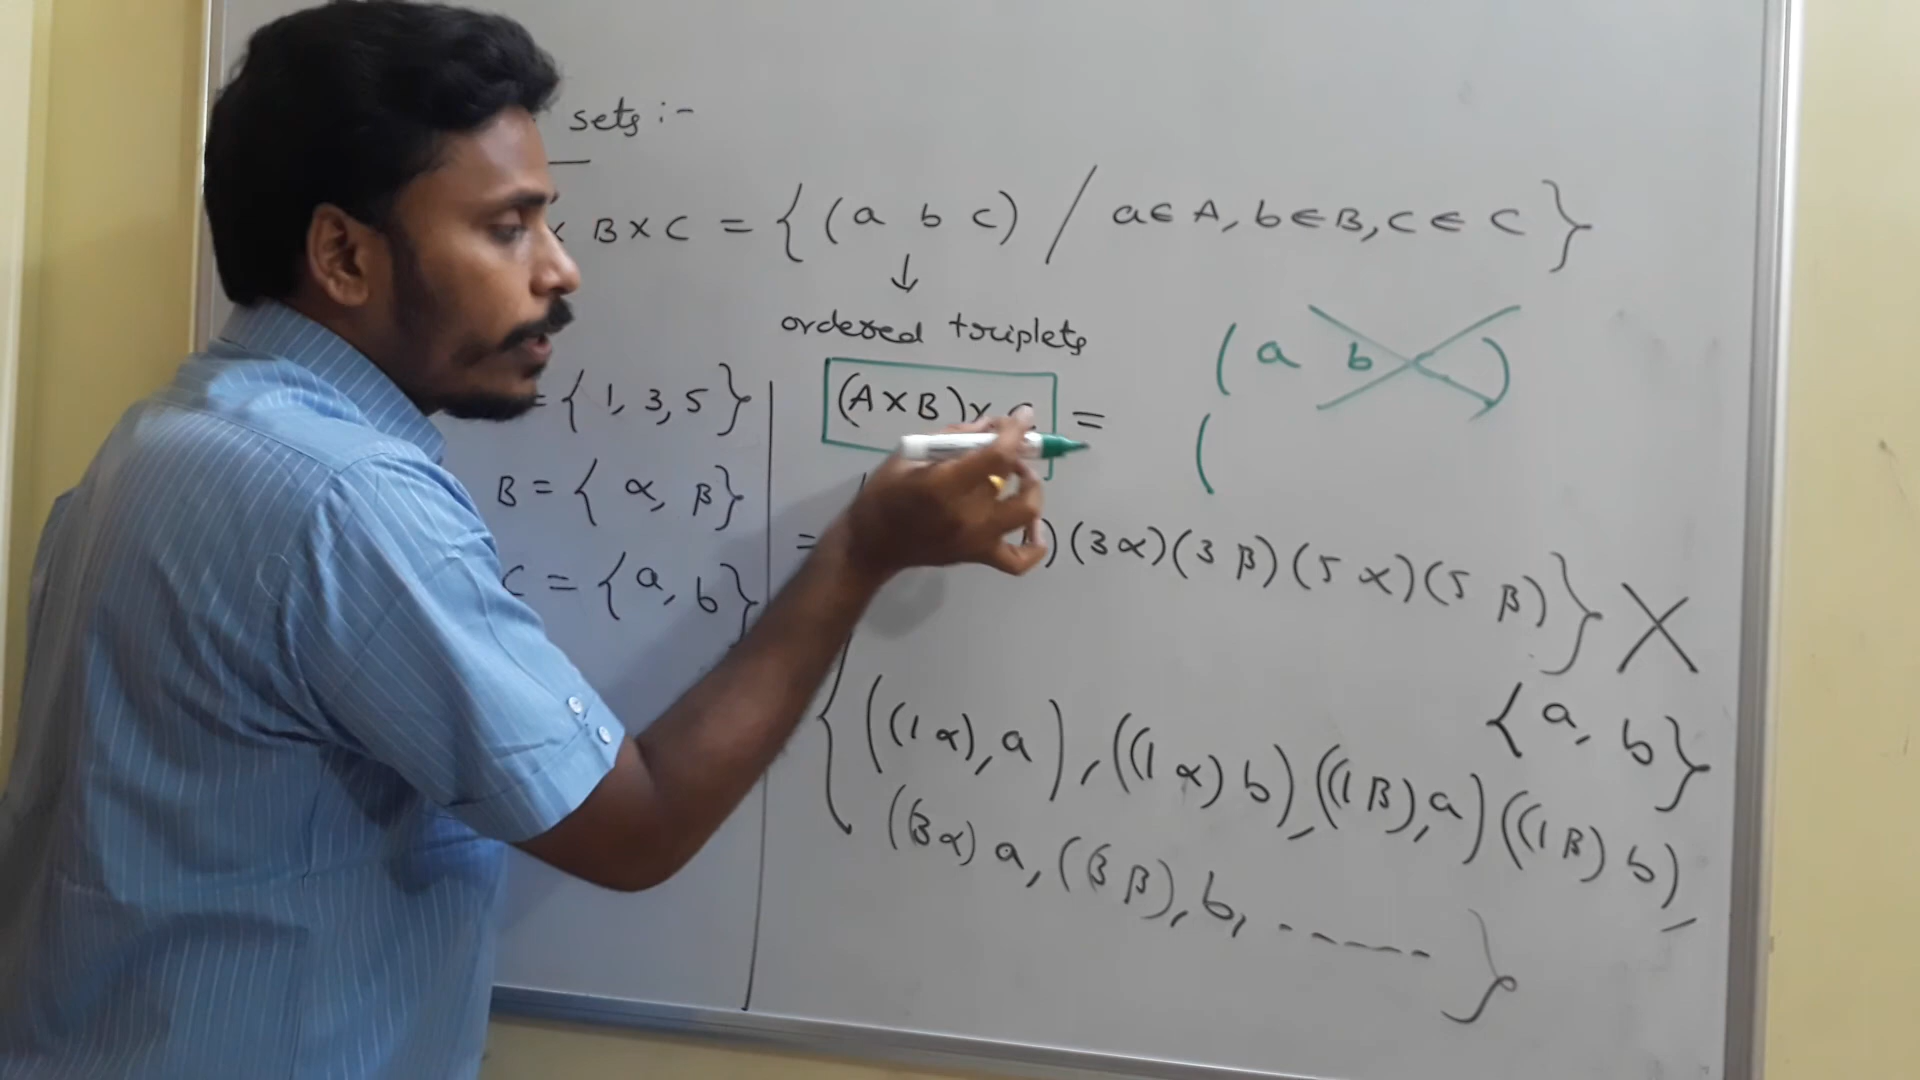 sets :-
B × C = { (a b c) / a ∈ A, b ∈ B, c ∈ C }
↓
ordered triplets
(a b )
= { 1, 3, 5 }
(A × B) × C =
(
B = { α, β }
= ) (3 α) (3 β) (5 α) (5 β) } ×
C = { a, b }
{ a, b }
{ ((1 α), a), ((1 α) b), ((1 β), a) ((1 β) b),
((3 α) a, ((3 β), b, ------ }